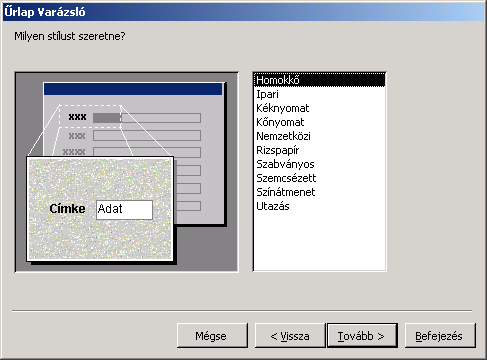 Űrlap Varázsló
Milyen stílust szeretne?
xxx
xxx
xxxx
Címke Adat
Homokkő
Ipari
Kéknyomat
Kőnyomat
Nemzetközi
Rizspapír
Szabványos
Szemcsézett
Színátmenet
Utazás
Mégse < Vissza Tovább > Befejezés